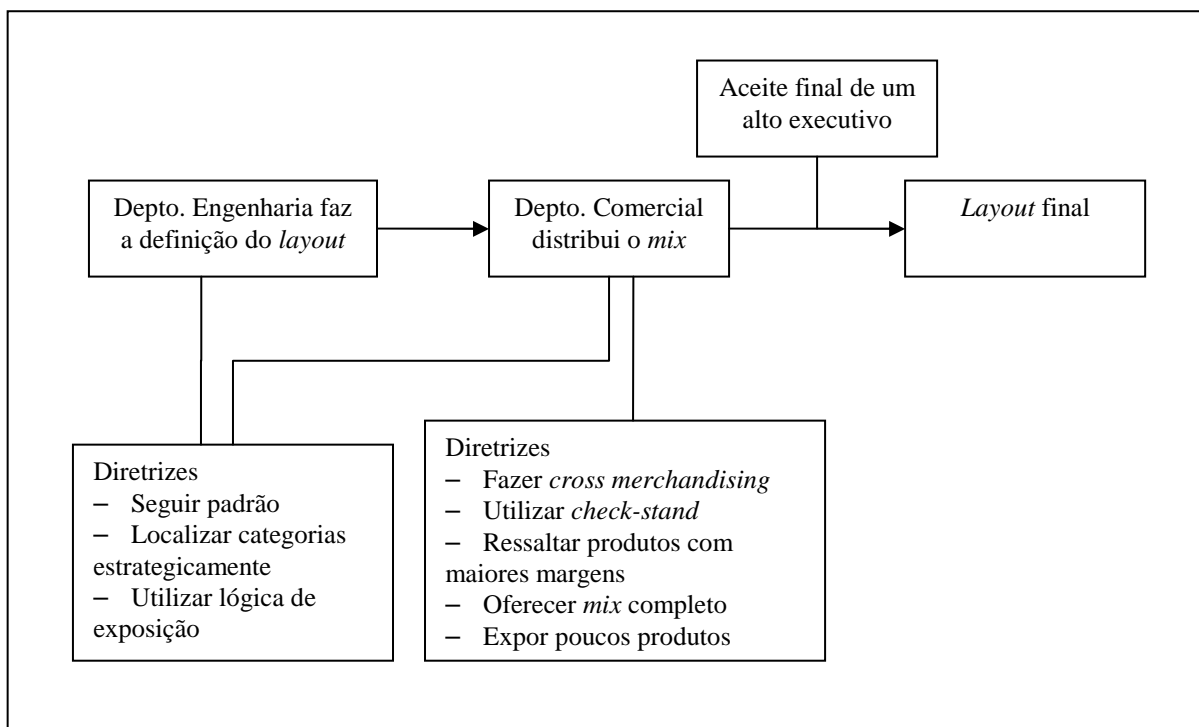 Aceite final de um
alto executivo
Depto. Engenharia faz
a definição do layout
Depto. Comercial
distribui o mix
Layout final
Diretrizes
− Seguir padrão
− Localizar categorias
estrategicamente
− Utilizar lógica de
exposição
Diretrizes
− Fazer cross merchandising
− Utilizar check-stand
− Ressaltar produtos com
maiores margens
− Oferecer mix completo
− Expor poucos produtos